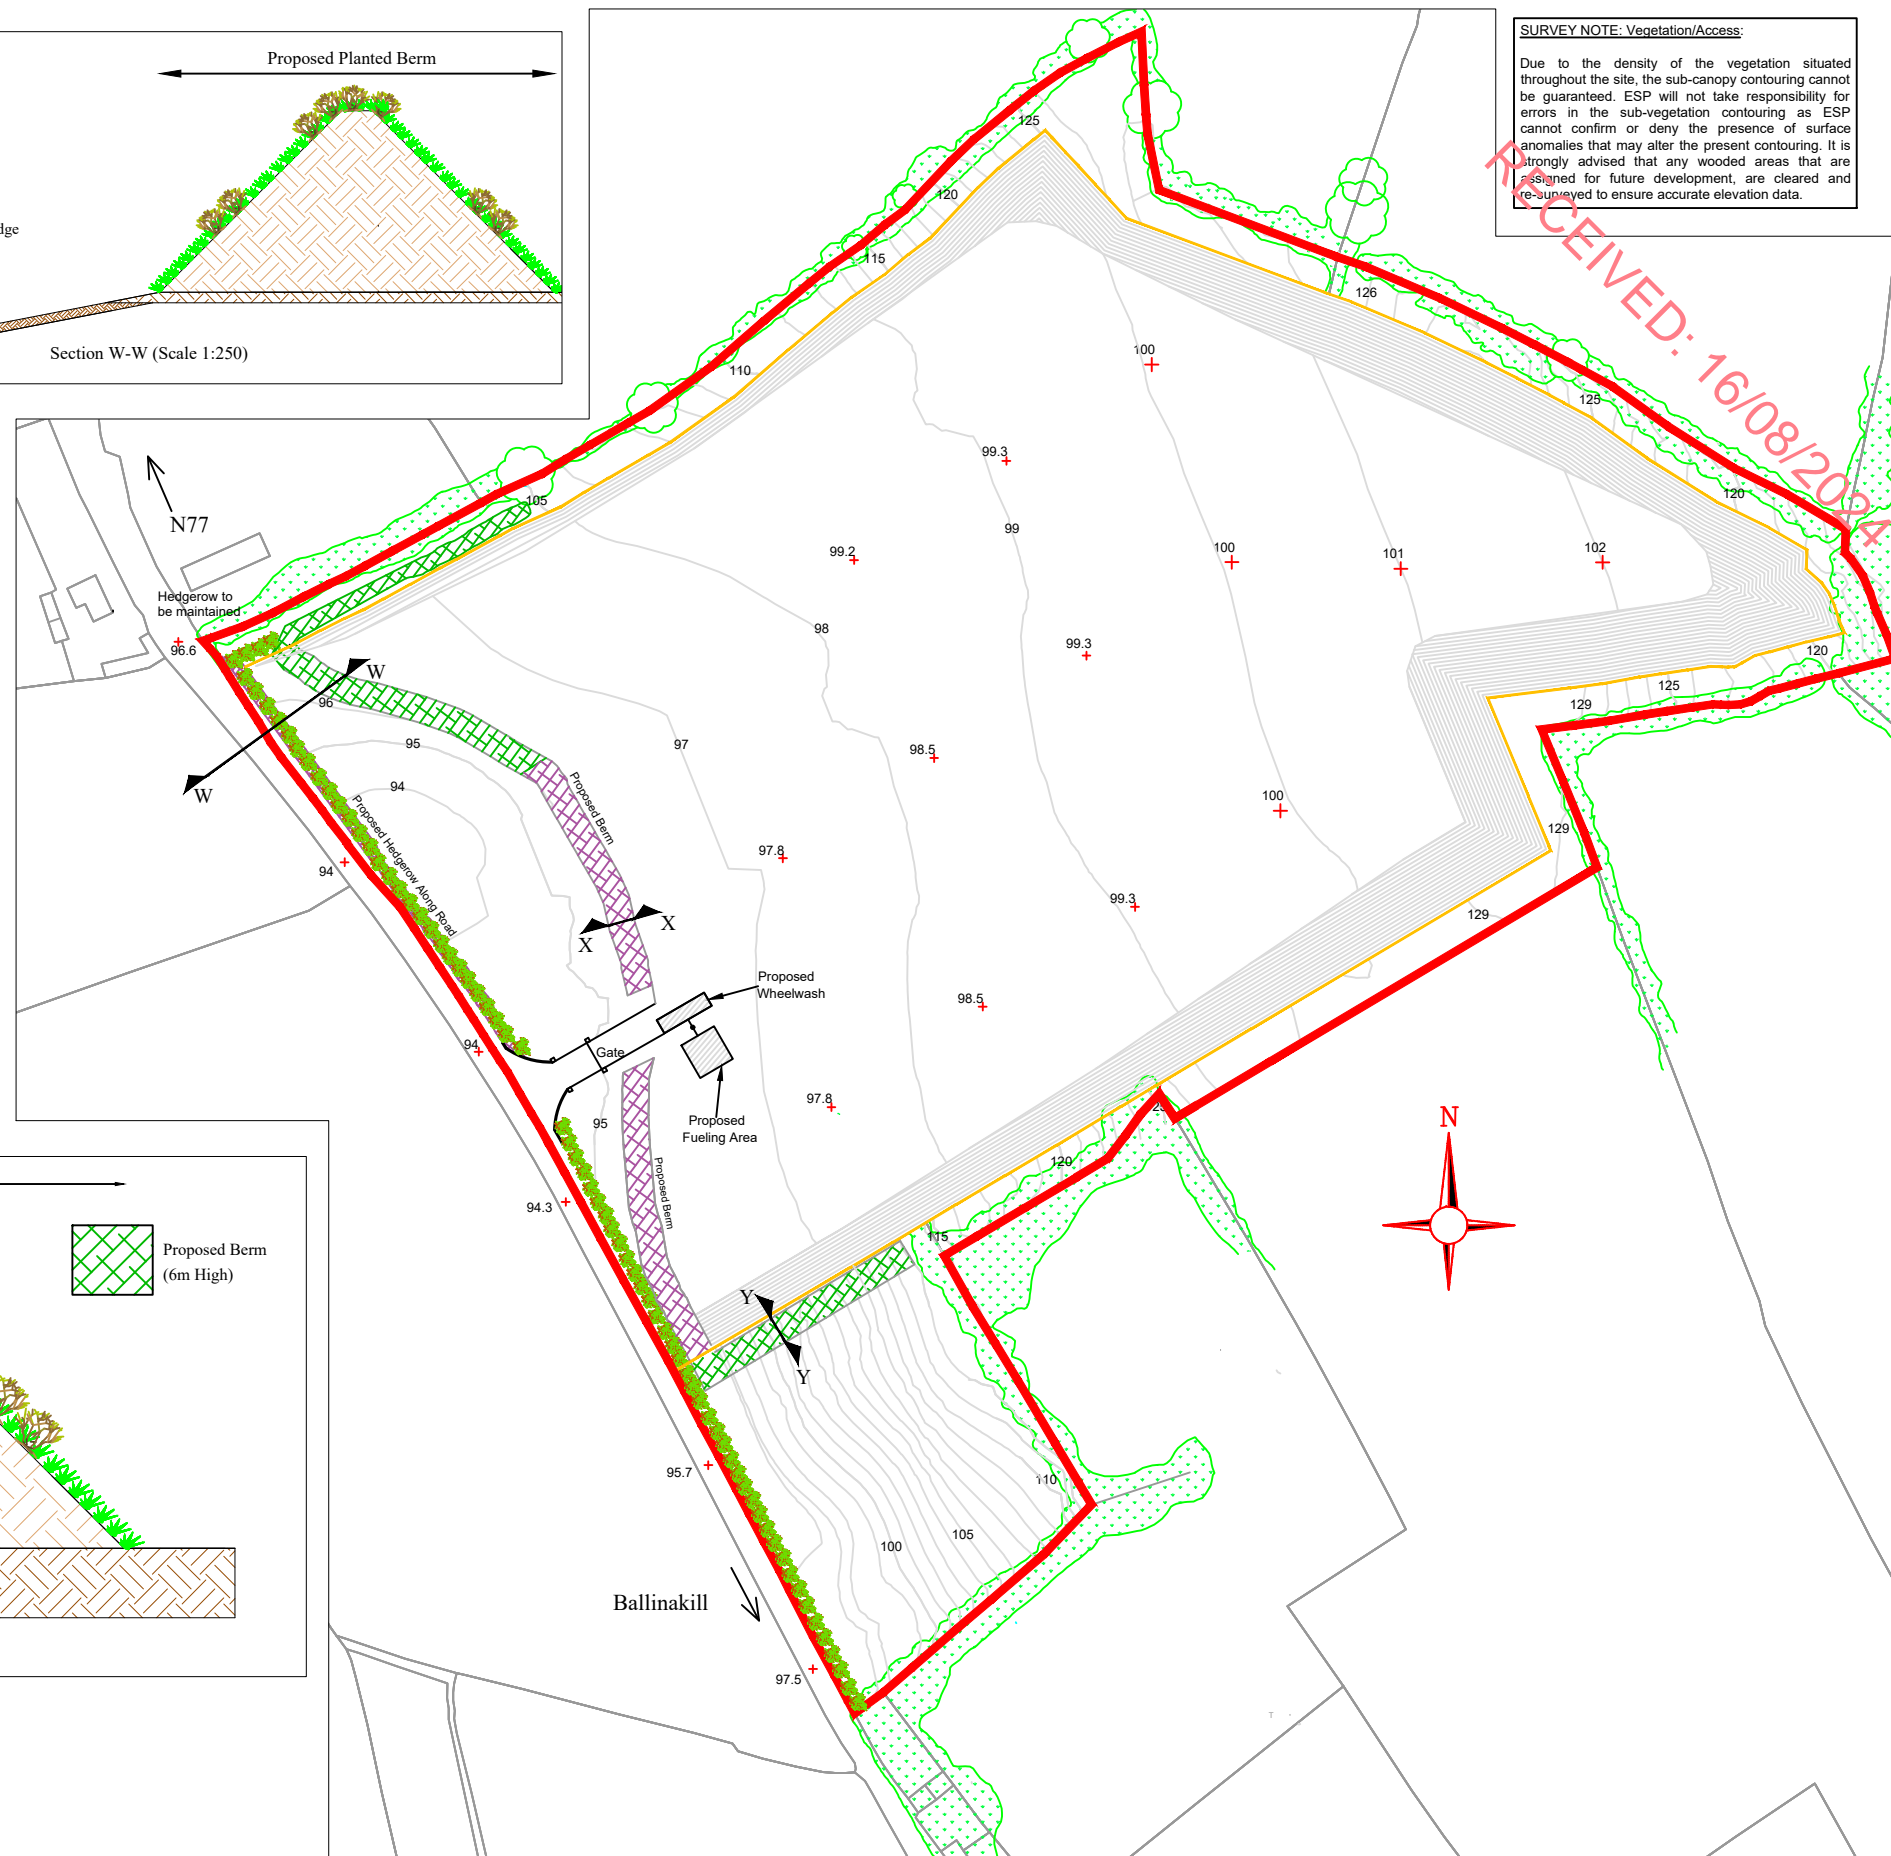 Proposed Planted Berm
Section W-W (Scale 1:250)
SURVEY NOTE: Vegetation/Access:
Due to the density of the vegetation situated
throughout the site, the sub-canopy contouring cannot
be guaranteed. ESP will not take responsibility for
errors in the sub-vegetation contouring as ESP
cannot confirm or deny the presence of surface
anomalies that may alter the present contouring. It is
strongly advised that any wooded areas that are
assigned for future development, are cleared and
re-surveyed to ensure accurate elevation data.
RECEIVED: 16/08/2024
125
120
115
126
110
100
125
99.3
120
105
99
N77
99.2
100
101
102
Hedgerow to
be maintained
98
96.6
99.3
120
W
125
96
129
95
97
98.5
94
W
100
Proposed Berm
Proposed Hedgerow Along Road
129
97.8
94
99.3
129
X
X
Proposed
Wheelwash
98.5
94
Gate
97.8
95
Proposed
Fueling Area
N
120
Proposed Berm
94.3
115
Proposed Berm
(6m High)
Y
Y
95.7
110
105
100
Ballinakill
97.5